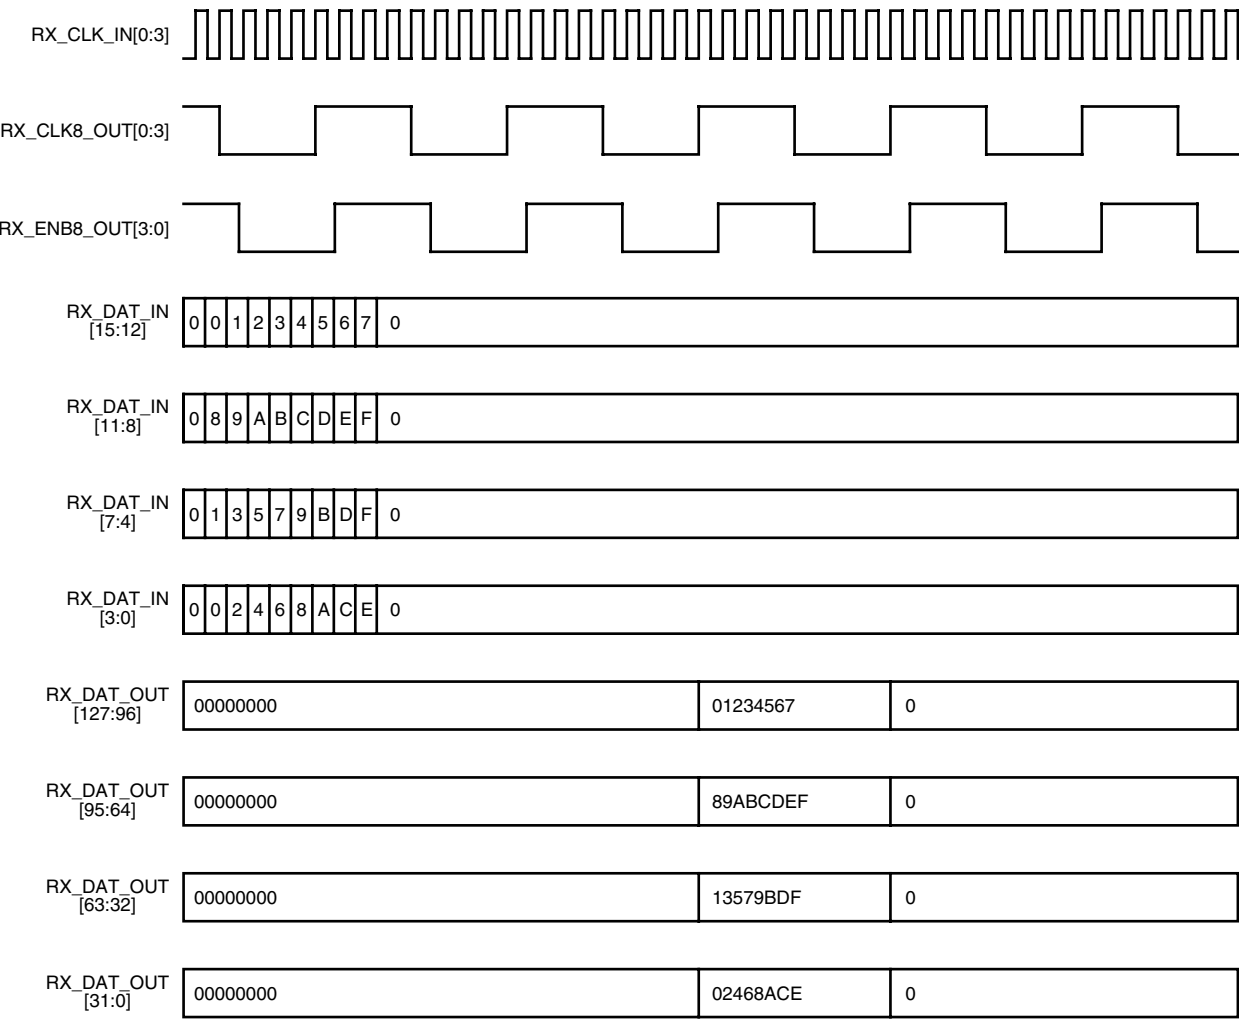 RX_CLK_IN[0:3]
RX_CLK8_OUT[0:3]
RX_ENB8_OUT[3:0]
RX_DAT_IN
[15:12]
0 0 1 2 3 4 5 6 7 0
RX_DAT_IN
[11:8]
0 8 9 A B C D E F 0
RX_DAT_IN
[7:4]
0 1 3 5 7 9 B D F 0
RX_DAT_IN
[3:0]
0 0 2 4 6 8 A C E 0
RX_DAT_OUT
[127:96]
00000000 01234567 0
RX_DAT_OUT
[95:64]
00000000 89ABCDEF 0
RX_DAT_OUT
[63:32]
00000000 13579BDF 0
RX_DAT_OUT
[31:0]
00000000 02468ACE 0